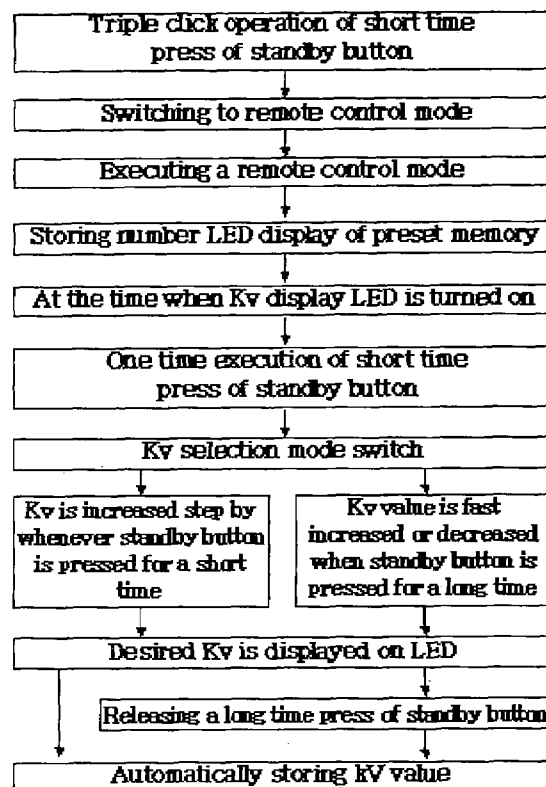 Triple click operation of short time
press of standby button
Switching to remote control mode
Executing a remote control mode
Storing number LED display of preset memory
At the time when Kv display LED is turned on
One time execution of short time
press of standby button
Kv selection mode switch
Kv is increased step by
whenever standby button
is pressed for a short
time
Kv value is fast
increased or decreased
when standby button is
pressed for a long time
Desired Kv is displayed on LED
Releasing a long time press of standby button
Automatically storing kV value